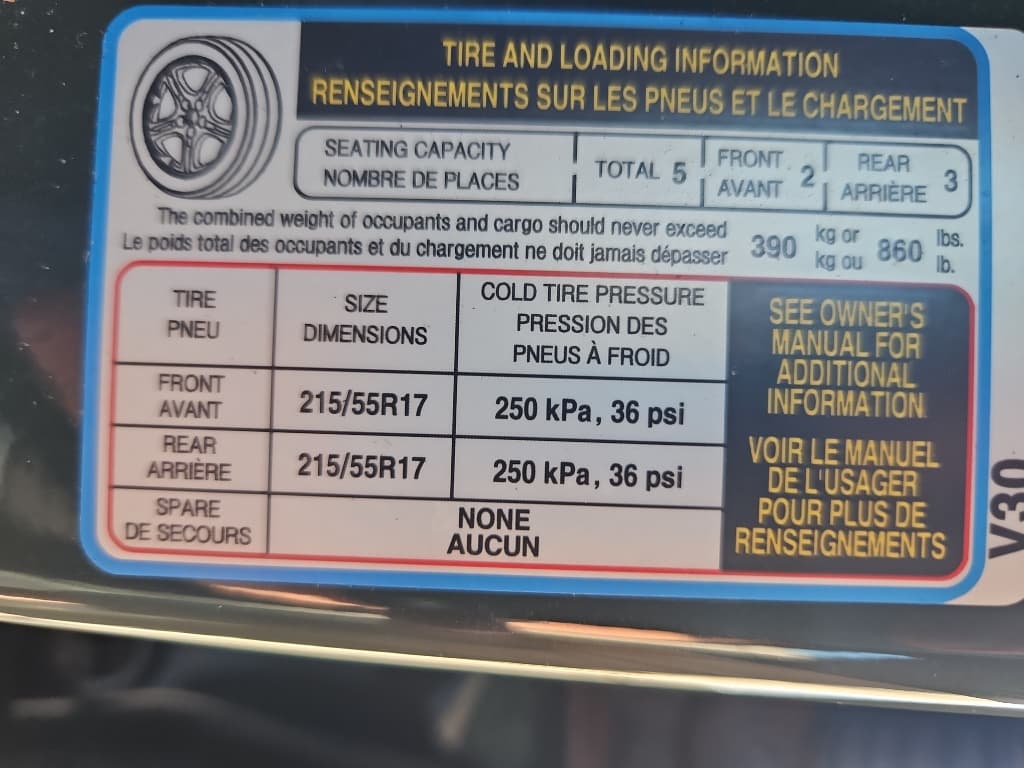 TIRE AND LOADING INFORMATION
RENSEIGNEMENTS SUR LES PNEUS ET LE CHARGEMENT
SEATING CAPACITY
NOMBRE DE PLACES
TOTAL 5
FRONT
AVANT
2
REAR
ARRIÈRE
3
The combined weight of occupants and cargo should never exceed
Le poids total des occupants et du chargement ne doit jamais dépasser
390
kg or
kg ou
860
lbs.
lb.
TIRE
PNEU
SIZE
DIMENSIONS
COLD TIRE PRESSURE
PRESSION DES
PNEUS À FROID
FRONT
AVANT
215/55R17
250 kPa, 36 psi
REAR
ARRIÈRE
215/55R17
250 kPa, 36 psi
SPARE
DE SECOURS
NONE
AUCUN
SEE OWNER'S
MANUAL FOR
ADDITIONAL
INFORMATION
VOIR LE MANUEL
DE L'USAGER
POUR PLUS DE
RENSEIGNEMENTS
V30